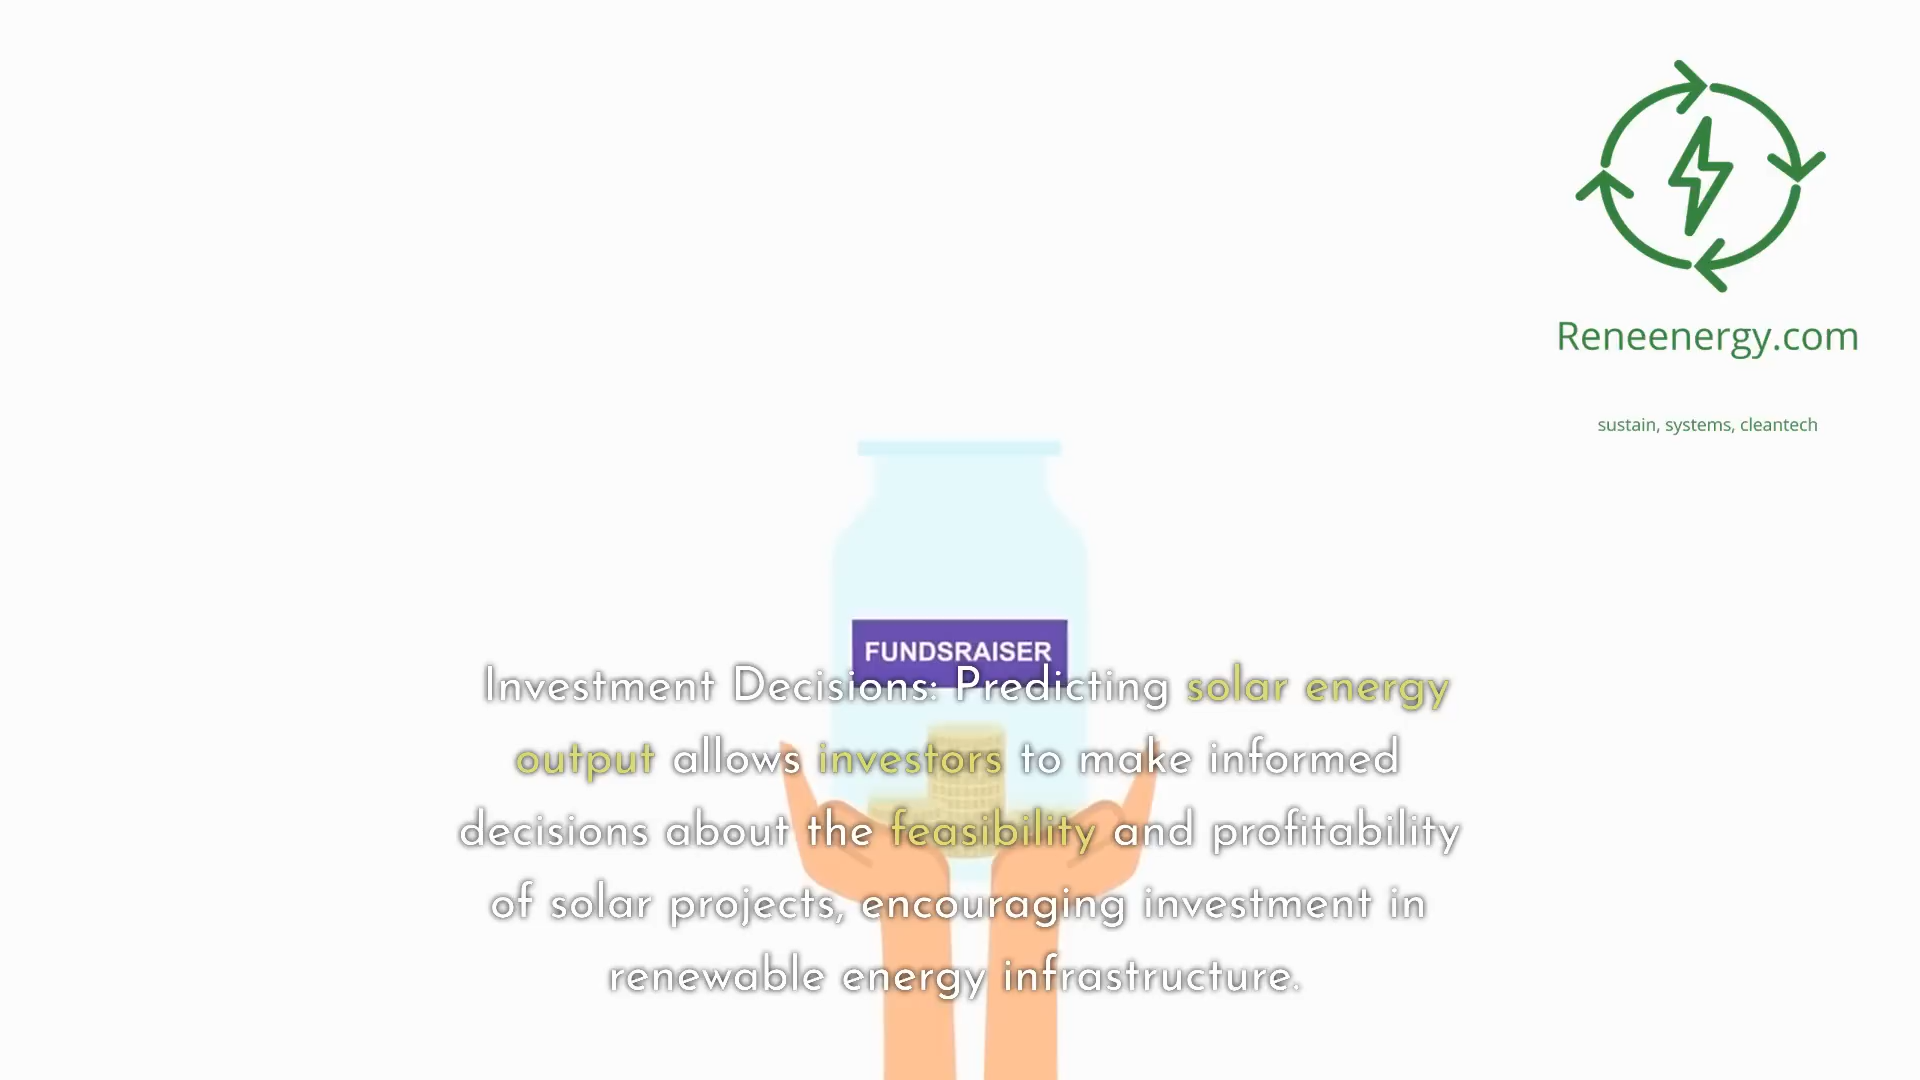 Reneenergy.com
sustain, systems, cleantech
FUNDSRAISER
Investment Decisions: Predicting solar energy
output allows investors to make informed
decisions about the feasibility and profitability
of solar projects, encouraging investment in
renewable energy infrastructure.